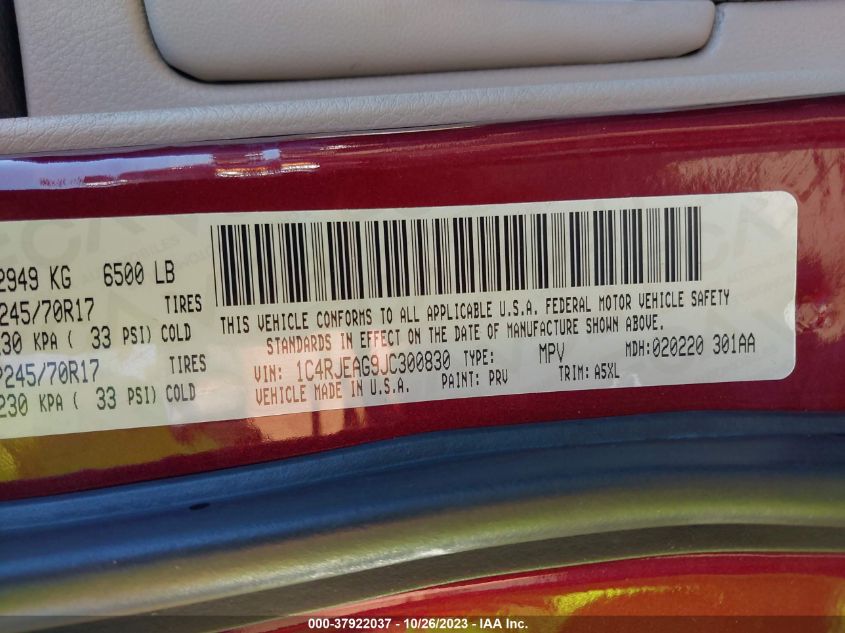 2949 KG 6500 LB
245/70R17 TIRES
230 KPA ( 33 PSI) COLD
P245/70R17 TIRES
230 KPA ( 33 PSI) COLD
THIS VEHICLE CONFORMS TO ALL APPLICABLE U.S.A. FEDERAL MOTOR VEHICLE SAFETY
STANDARDS IN EFFECT ON THE DATE OF MANUFACTURE SHOWN ABOVE.
VIN: 1C4RJEAG9JC300830 TYPE: MPV MDH: 020220 301AA
VEHICLE MADE IN U.S.A. PAINT: PRV TRIM: A5XL
000-37922037 - 10/26/2023 - IAA Inc.